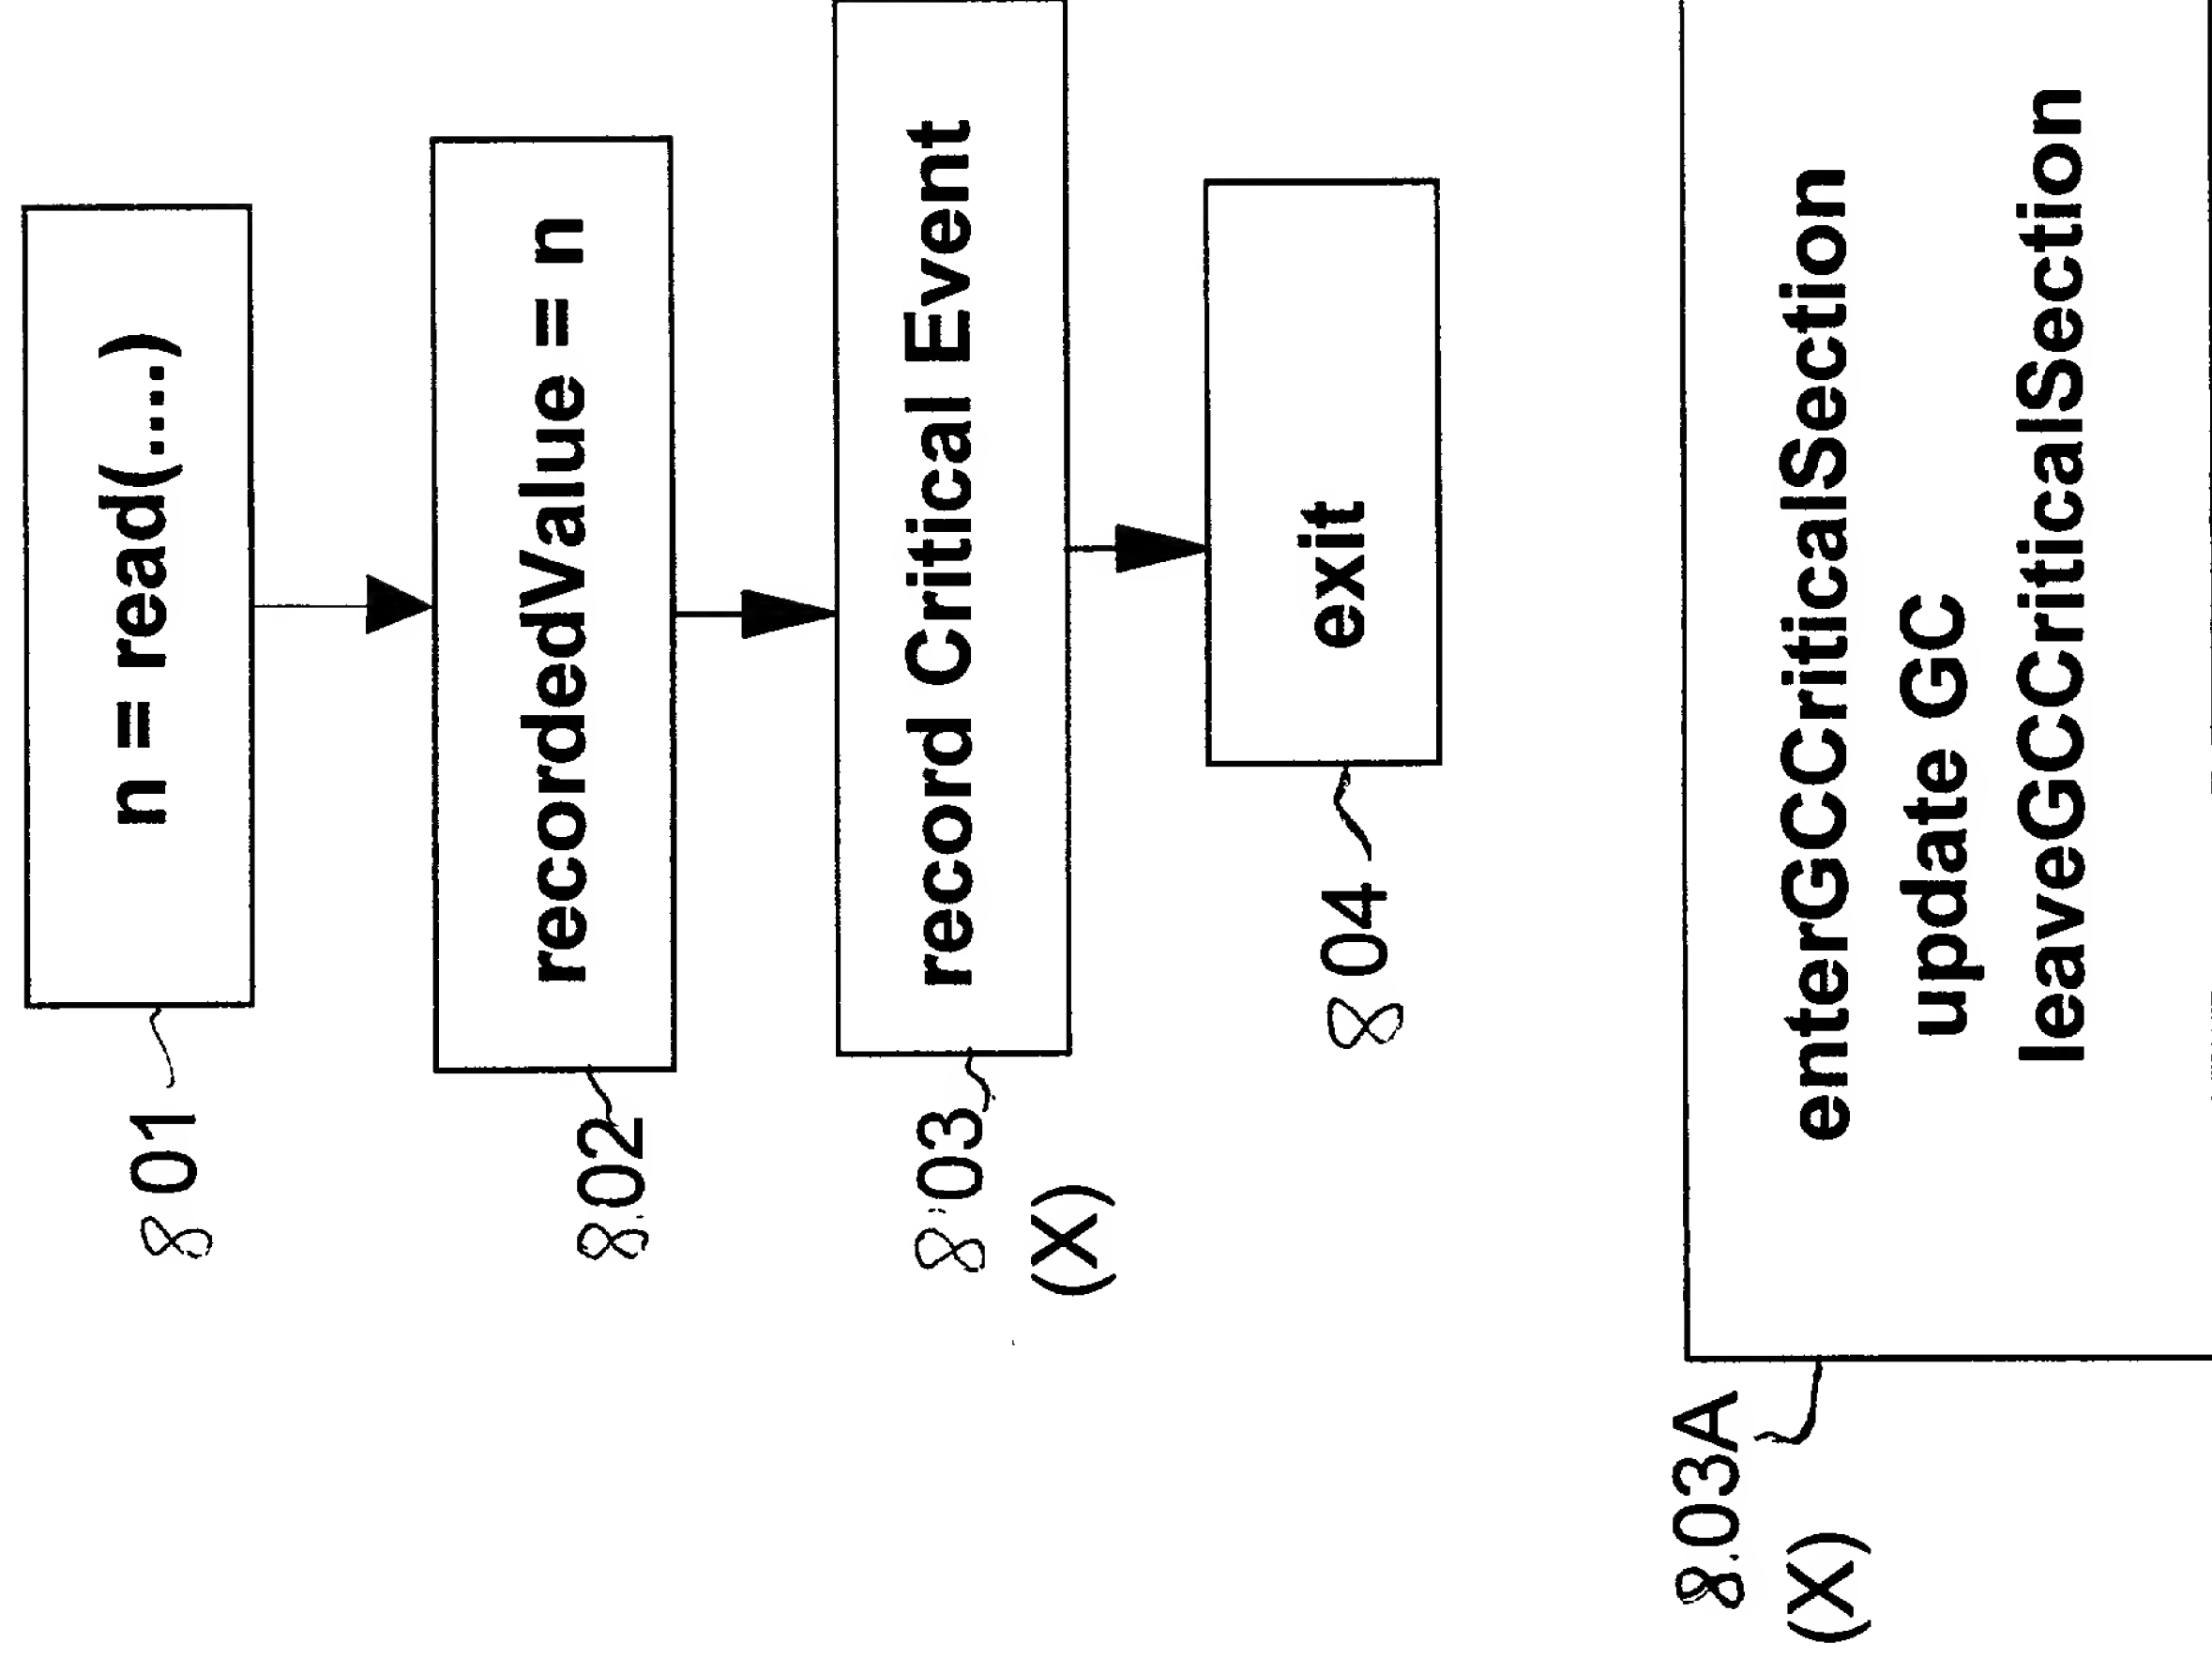 n = read(.....)
801
recordedValue = n
802
record Critical Event
803
(X)
exit
804
enterGCCriticalSection
update GC
leaveGCCriticalSection
803A
(X)